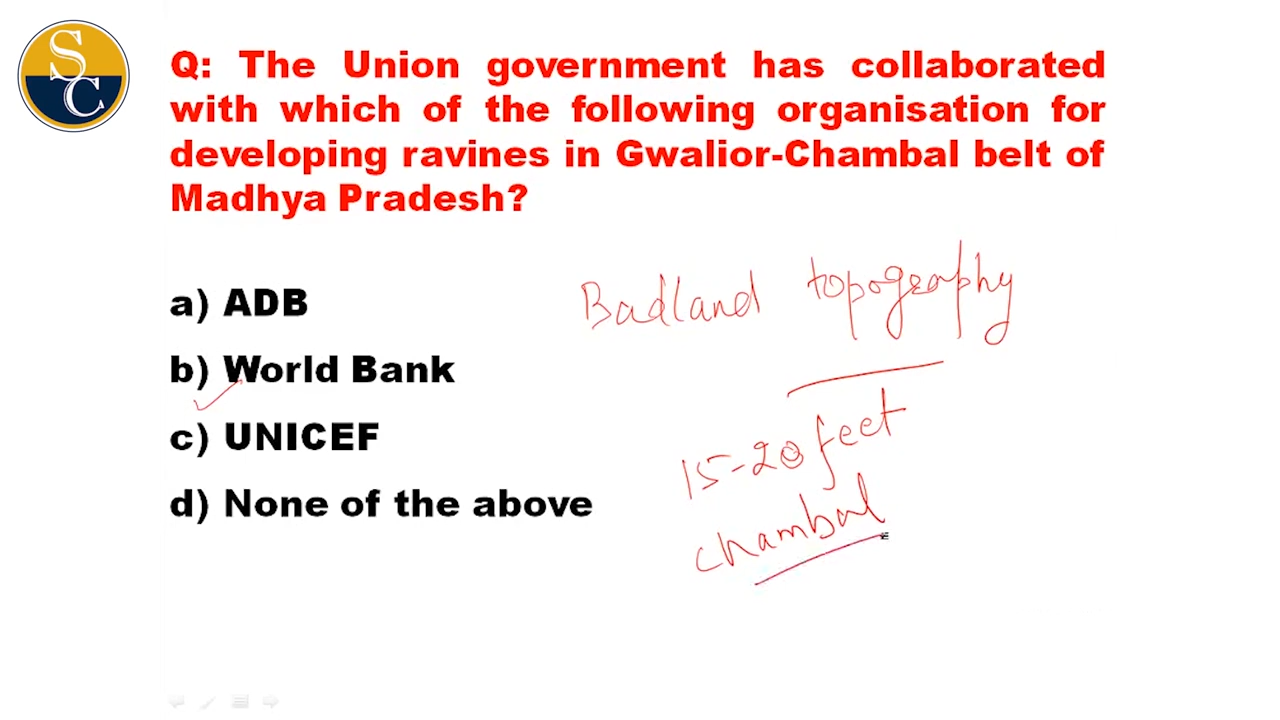 SC
Q: The Union government has collaborated
with which of the following organisation for
developing ravines in Gwalior-Chambal belt of
Madhya Pradesh?
a) ADB
Badland topography
b) World Bank
c) UNICEF
15-20 feet
d) None of the above
chambal